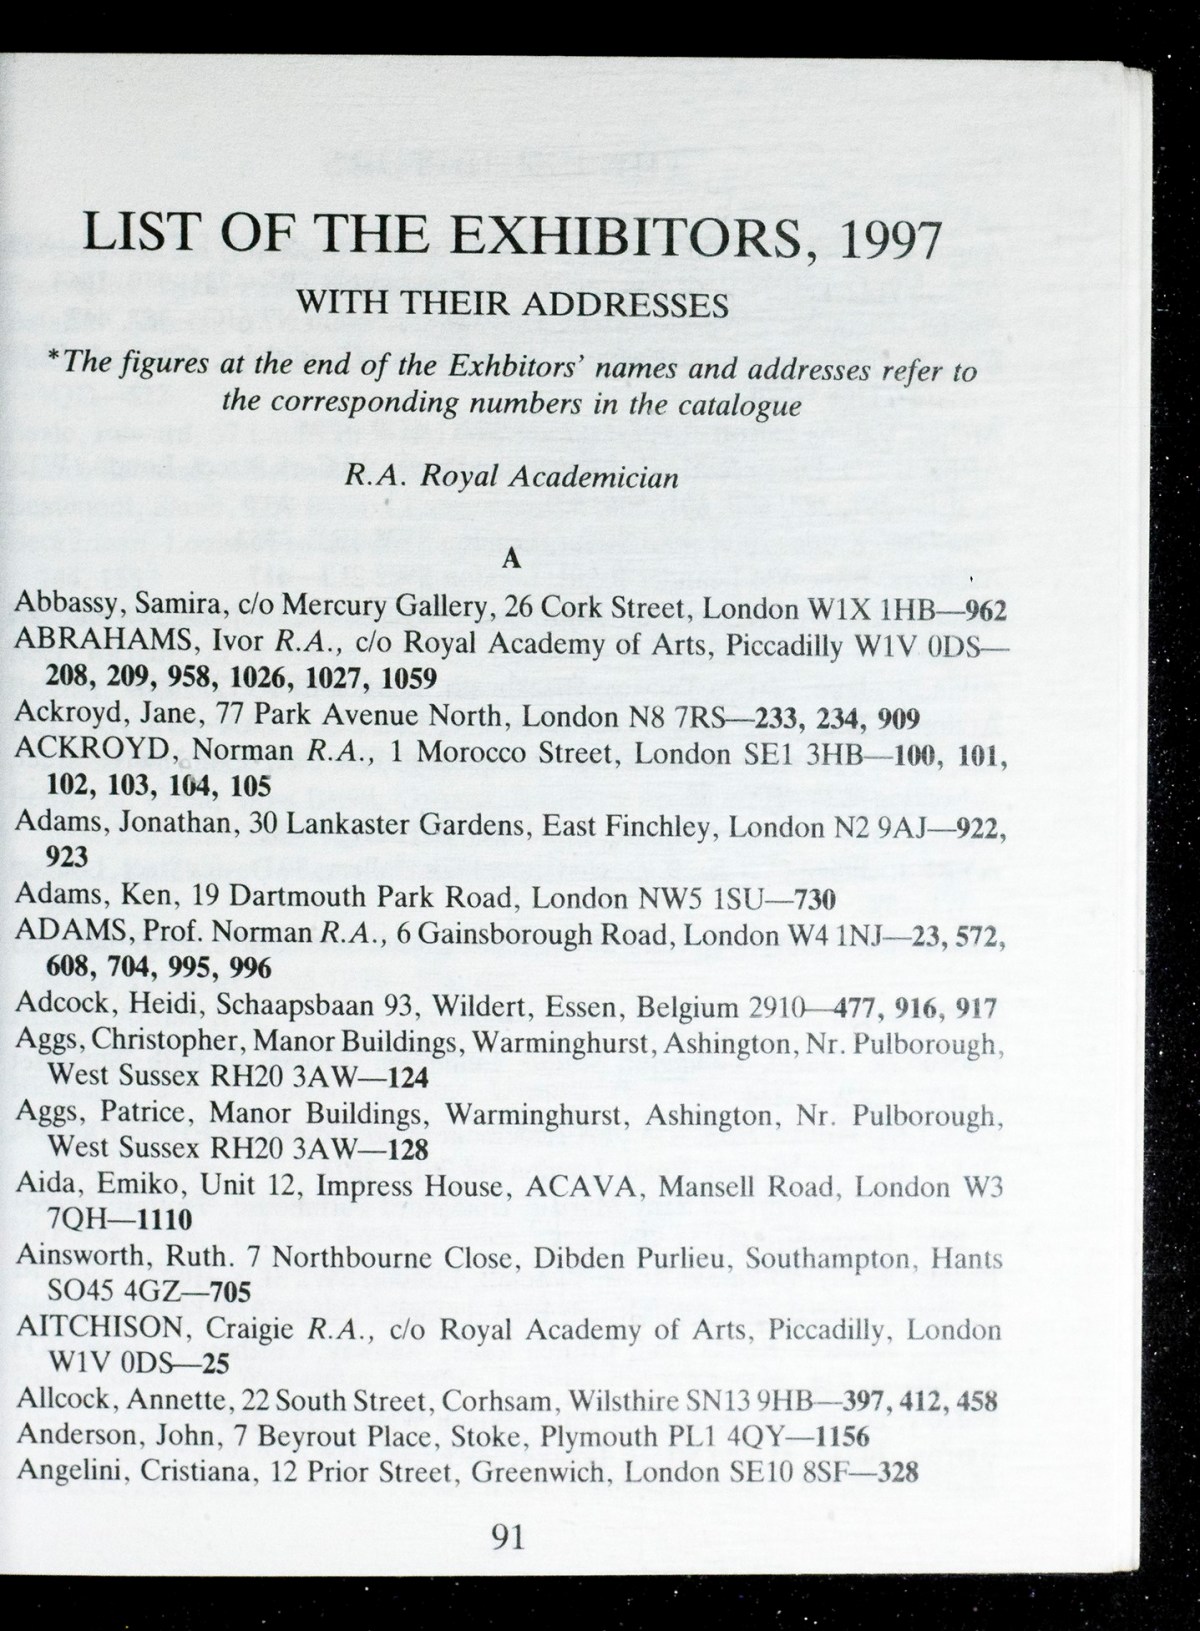 LIST OF THE EXHIBITORS, 1997
WITH THEIR ADDRESSES
*The figures at the end of the Exhbitors' names and addresses refer to
the corresponding numbers in the catalogue
R.A. Royal Academician
A
Abbassy, Samira, c/o Mercury Gallery, 26 Cork Street, London W1X 1HB—962
ABRAHAMS, Ivor R.A., c/o Royal Academy of Arts, Piccadilly W1V 0DS—
208, 209, 958, 1026, 1027, 1059
Ackroyd, Jane, 77 Park Avenue North, London N8 7RS—233, 234, 909
ACKROYD, Norman R.A., 1 Morocco Street, London SE1 3HB—100, 101,
102, 103, 104, 105
Adams, Jonathan, 30 Lankaster Gardens, East Finchley, London N2 9AJ—922,
923
Adams, Ken, 19 Dartmouth Park Road, London NW5 1SU—730
ADAMS, Prof. Norman R.A., 6 Gainsborough Road, London W4 1NJ—23, 572,
608, 704, 995, 996
Adcock, Heidi, Schaapsbaan 93, Wildert, Essen, Belgium 2910—477, 916, 917
Aggs, Christopher, Manor Buildings, Warminghurst, Ashington, Nr. Pulborough,
West Sussex RH20 3AW—124
Aggs, Patrice, Manor Buildings, Warminghurst, Ashington, Nr. Pulborough,
West Sussex RH20 3AW—128
Aida, Emiko, Unit 12, Impress House, ACAVA, Mansell Road, London W3
7QH—1110
Ainsworth, Ruth. 7 Northbourne Close, Dibden Purlieu, Southampton, Hants
SO45 4GZ—705
AITCHISON, Craigie R.A., c/o Royal Academy of Arts, Piccadilly, London
W1V 0DS—25
Allcock, Annette, 22 South Street, Corhsam, Wilsthire SN13 9HB—397, 412, 458
Anderson, John, 7 Beyrout Place, Stoke, Plymouth PL1 4QY—1156
Angelini, Cristiana, 12 Prior Street, Greenwich, London SE10 8SF—328
91